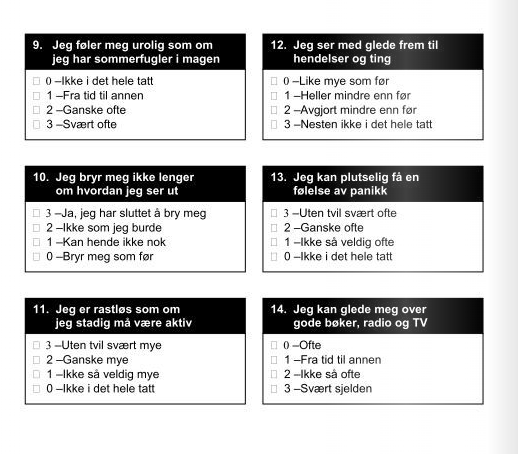 9. Jeg føler meg urolig som om
jeg har sommerfugler i magen
0 –Ikke i det hele tatt
1 –Fra tid til annen
2 –Ganske ofte
3 –Svært ofte
10. Jeg bryr meg ikke lenger
om hvordan jeg ser ut
3 –Ja, jeg har sluttet å bry meg
2 –Ikke som jeg burde
1 –Kan hende ikke nok
0 –Bryr meg som før
11. Jeg er rastløs som om
jeg stadig må være aktiv
3 –Uten tvil svært mye
2 –Ganske mye
1 –Ikke så veldig mye
0 –Ikke i det hele tatt
12. Jeg ser med glede frem til
hendelser og ting
0 –Like mye som før
1 –Heller mindre enn før
2 –Avgjort mindre enn før
3 –Nesten ikke i det hele tatt
13. Jeg kan plutselig få en
følelse av panikk
3 –Uten tvil svært ofte
2 –Ganske ofte
1 –Ikke så veldig ofte
0 –Ikke i det hele tatt
14. Jeg kan glede meg over
gode bøker, radio og TV
0 –Ofte
1 –Fra tid til annen
2 –Ikke så ofte
3 –Svært sjelden